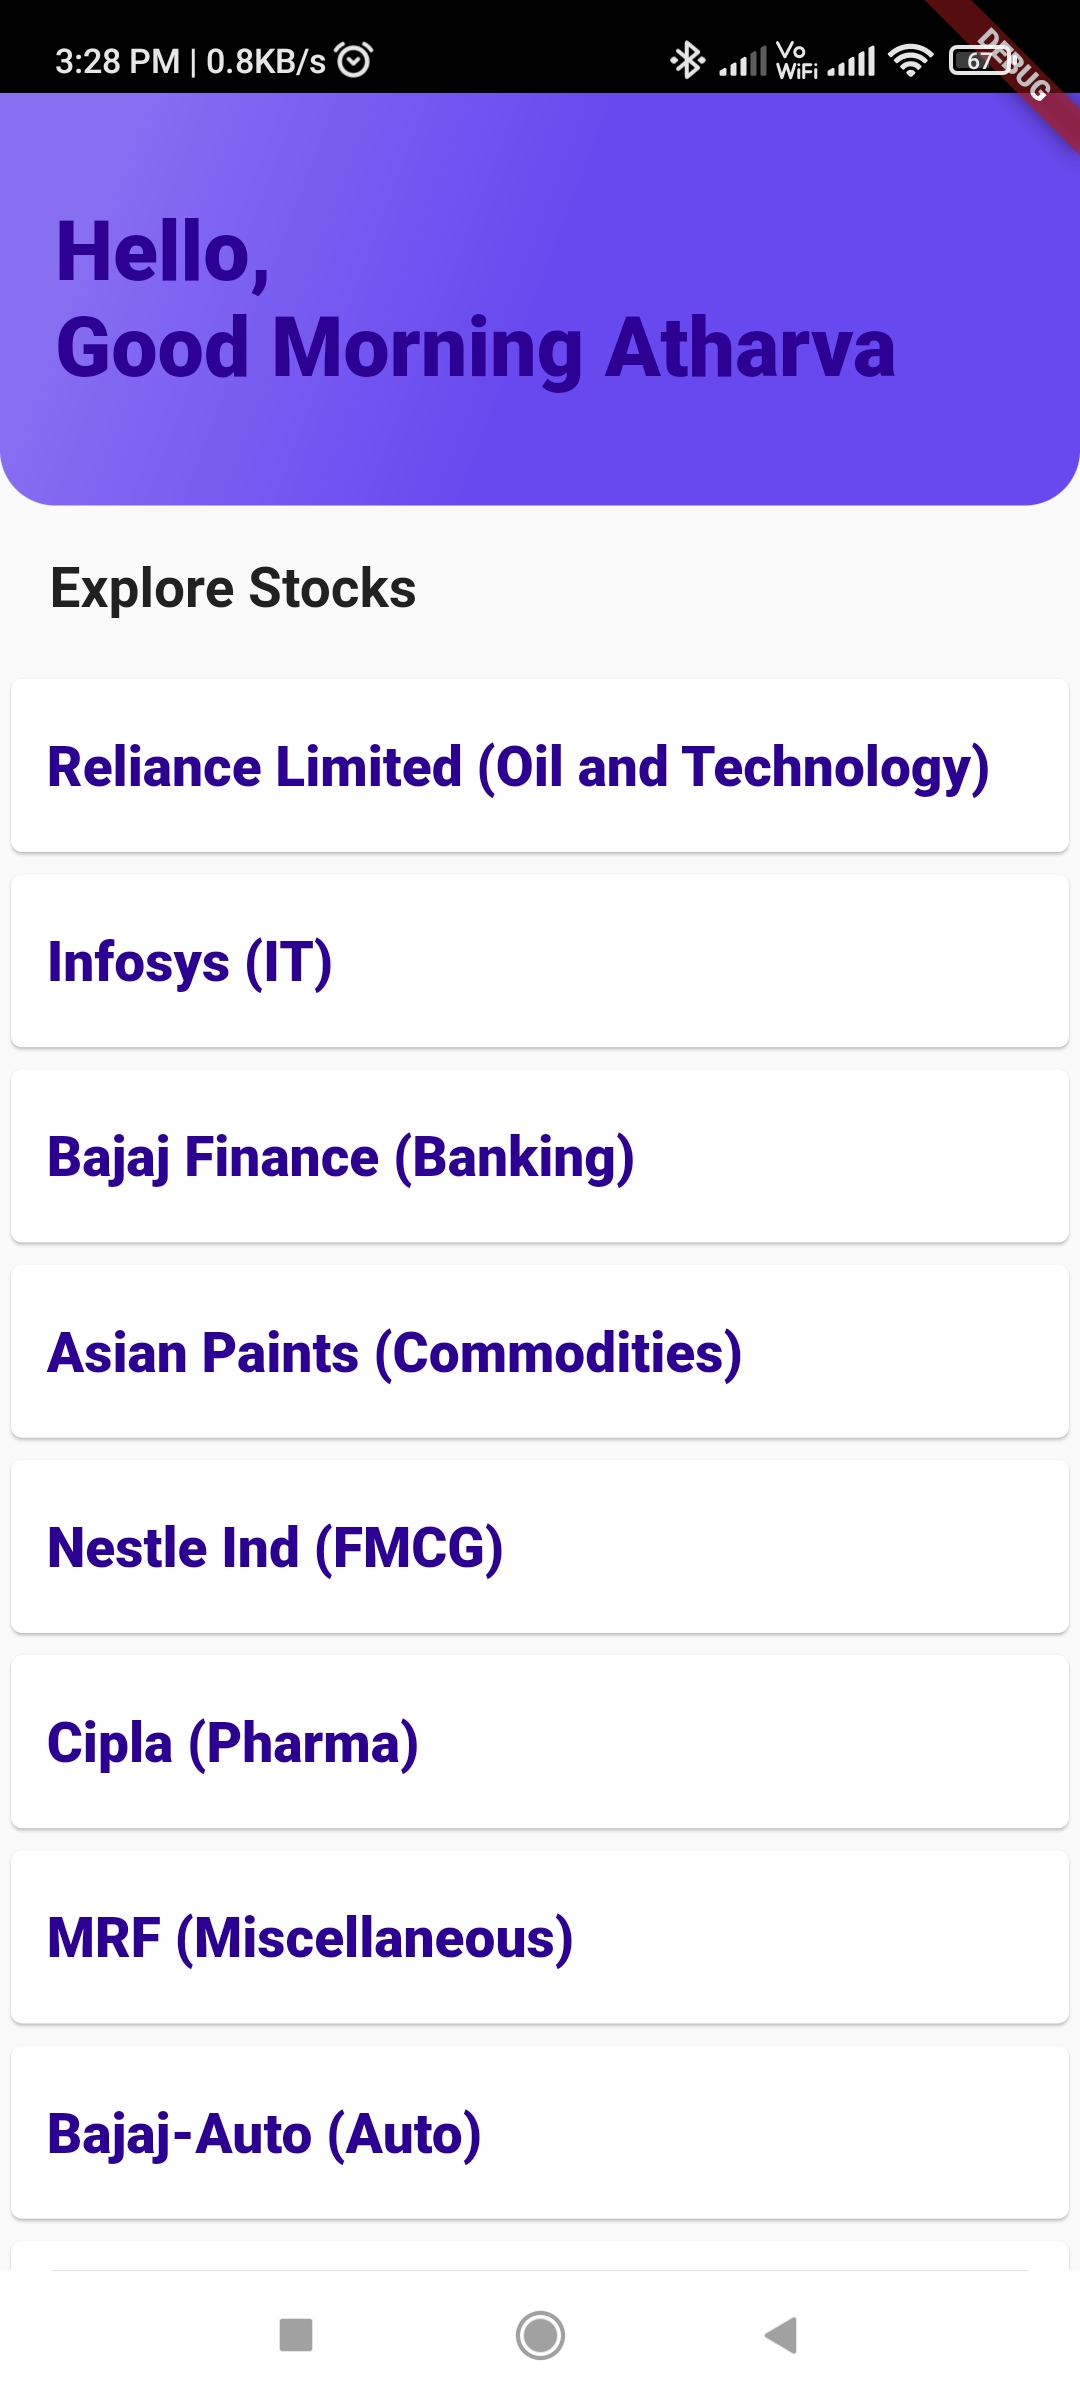 3:28 PM | 0.8KB/s
Vo
WiFi
67
DEBUG
Hello,
Good Morning Atharva
Explore Stocks
Reliance Limited (Oil and Technology)
Infosys (IT)
Bajaj Finance (Banking)
Asian Paints (Commodities)
Nestle Ind (FMCG)
Cipla (Pharma)
MRF (Miscellaneous)
Bajaj-Auto (Auto)